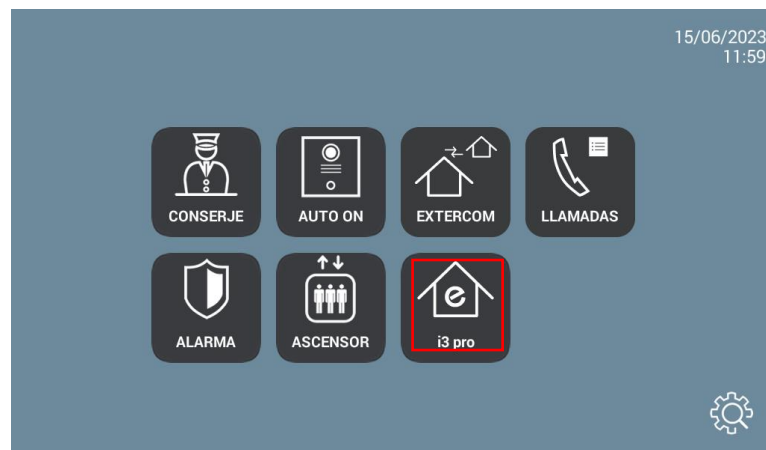 15/06/2023
11:59
CONSERJE
AUTO ON
EXTERCOM
LLAMADAS
ALARMA
ASCENSOR
e
i3 pro